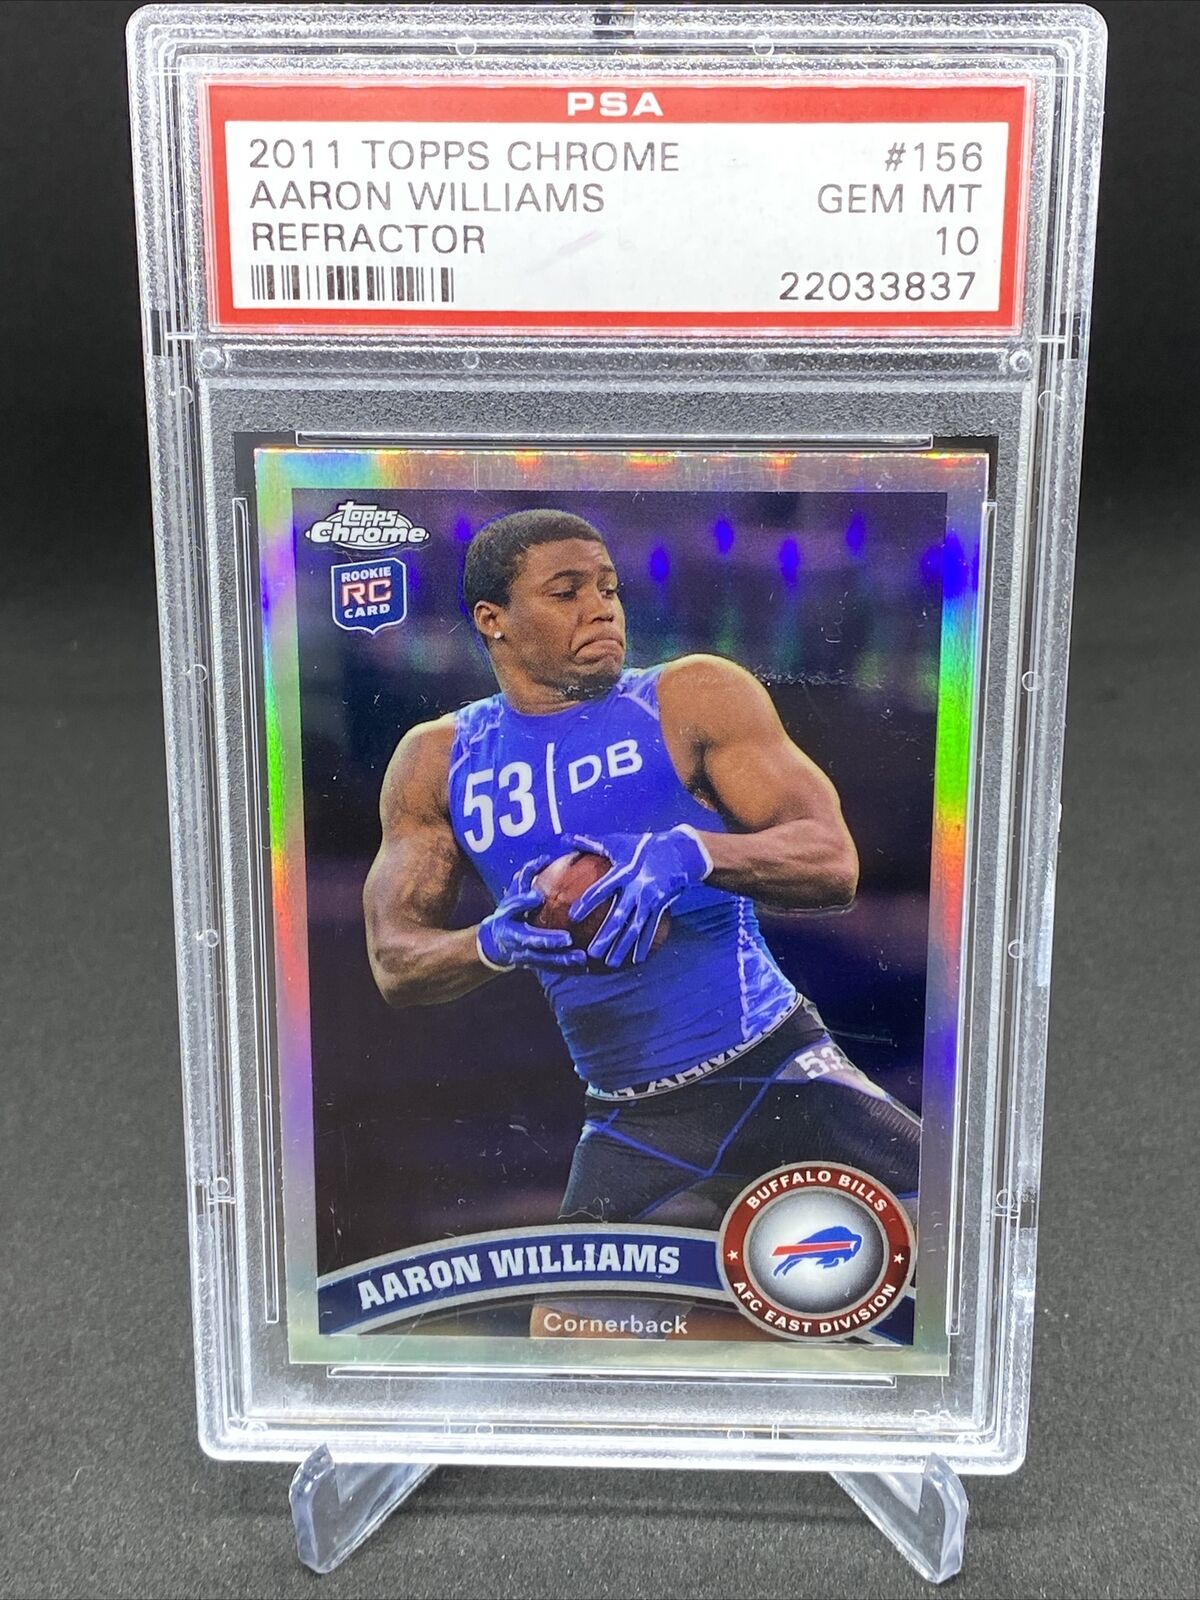 PSA
2011 TOPPS CHROME #156
AARON WILLIAMS GEM MT
REFRACTOR 10
22033837
Topps
Chrome
ROOKIE
RC
CARD
53 DB
53
BUFFALO BILLS
AFC EAST DIVISION
AARON WILLIAMS
Cornerback